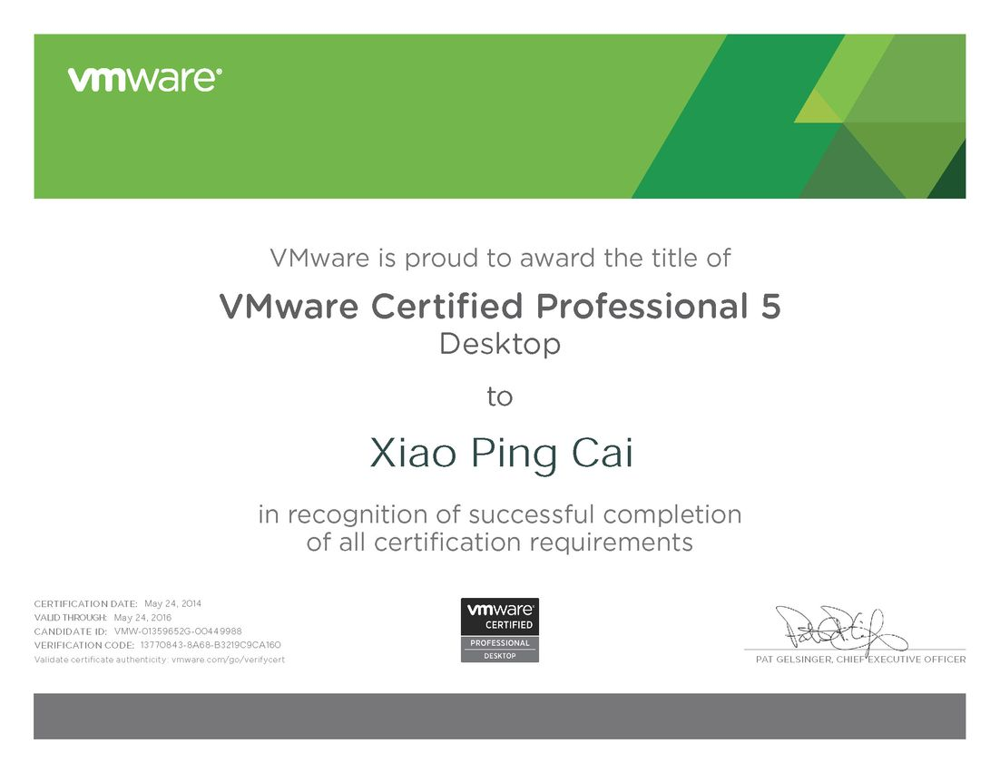 vmware®
VMware is proud to award the title of
VMware Certified Professional 5
Desktop
to
Xiao Ping Cai
in recognition of successful completion
of all certification requirements
CERTIFICATION DATE: May 24, 2014
VALID THROUGH: May 24, 2016
CANDIDATE ID: VMW-01359652G-00449988
VERIFICATION CODE: 13770843-8A68-B3219C9CA160
Validate certificate authenticity: vmware.com/go/verifycert
vmware®
CERTIFIED
PROFESSIONAL
DESKTOP
PAT GELSINGER, CHIEF EXECUTIVE OFFICER